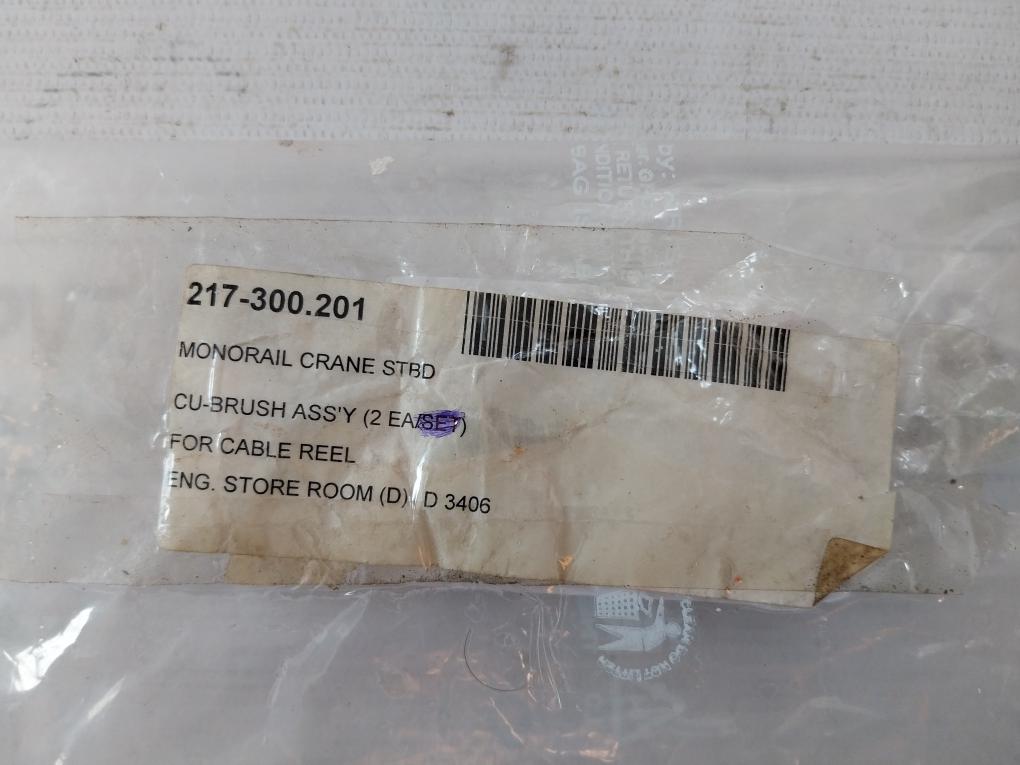 217-300.201
MONORAIL CRANE STBD
CU-BRUSH ASS'Y (2 EA/SET)
FOR CABLE REEL
ENG. STORE ROOM (D) D 3406